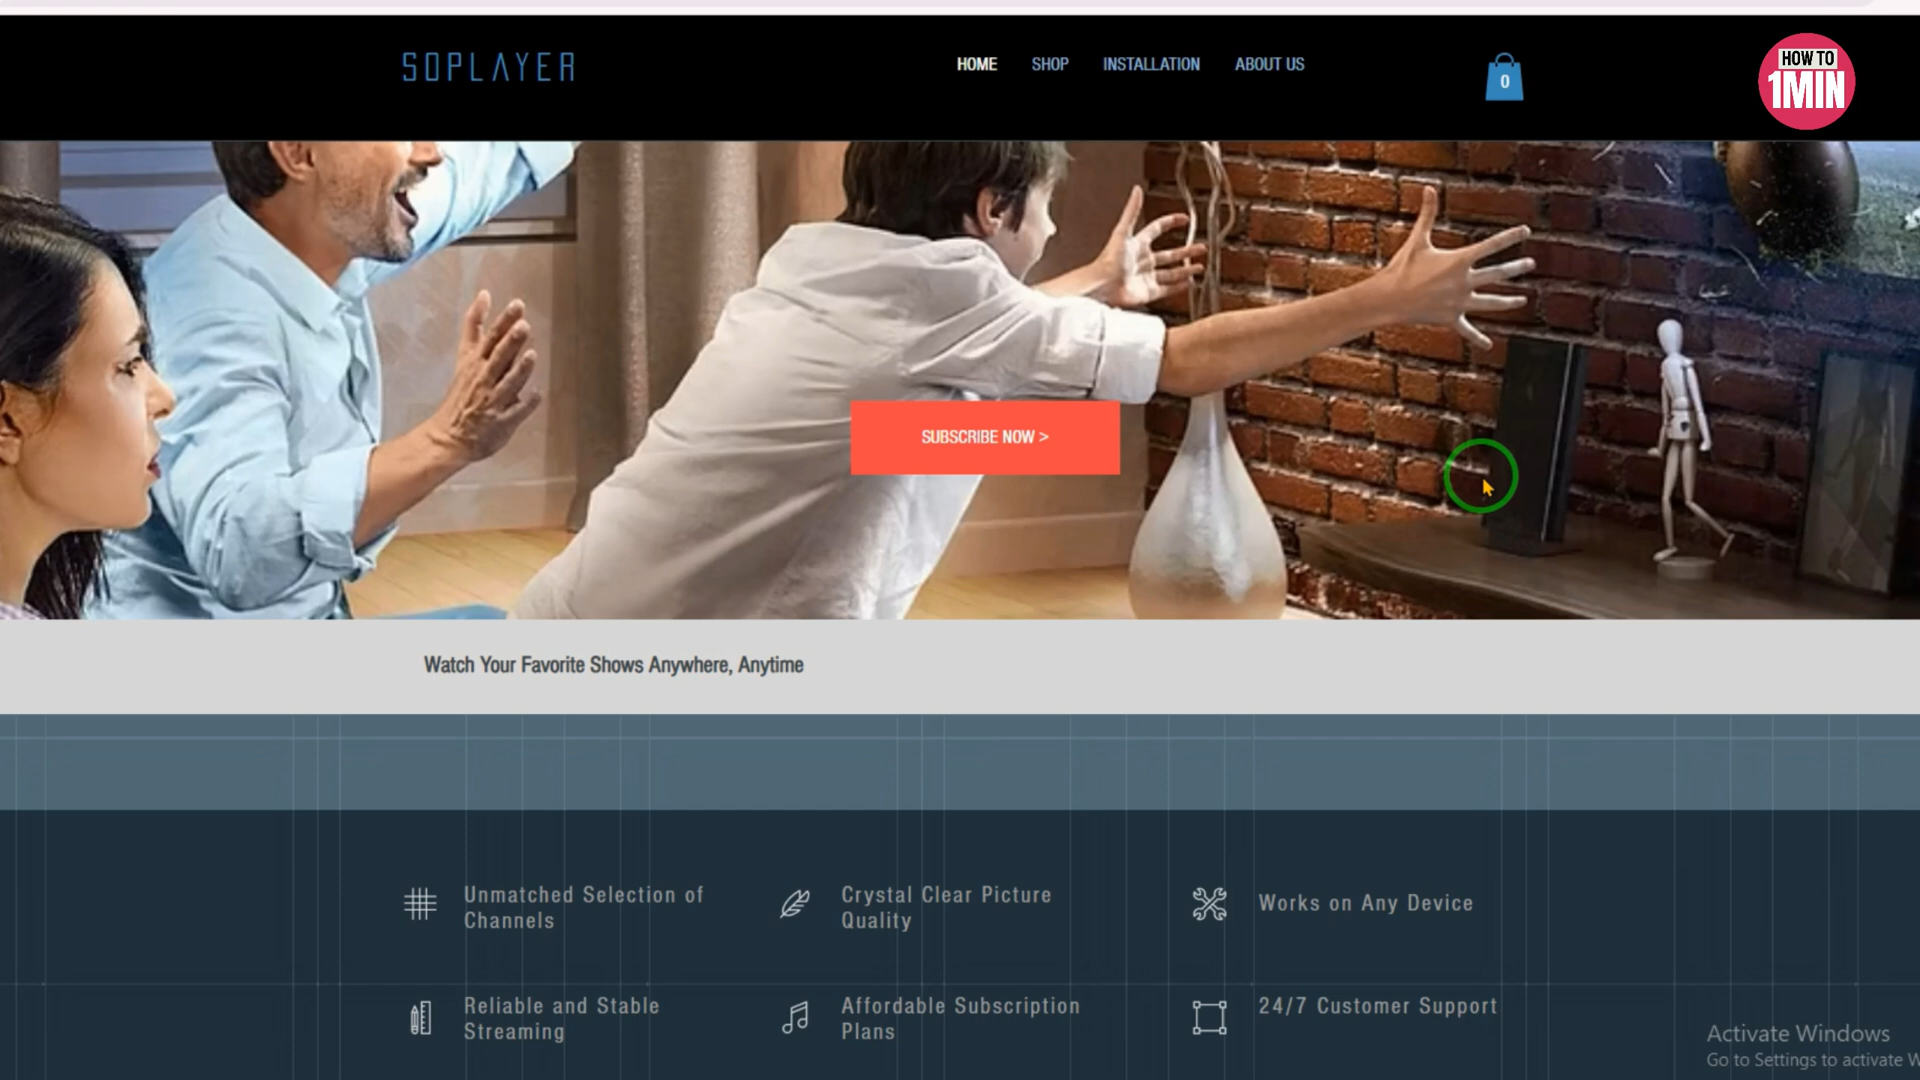 SOPLAYER
HOME SHOP INSTALLATION ABOUT US
0
HOW TO
1MIN
SUBSCRIBE NOW >
Watch Your Favorite Shows Anywhere, Anytime
Unmatched Selection of
Channels
Crystal Clear Picture
Quality
Works on Any Device
Reliable and Stable
Streaming
Affordable Subscription
Plans
24/7 Customer Support
Activate Windows
Go to Settings to activate W